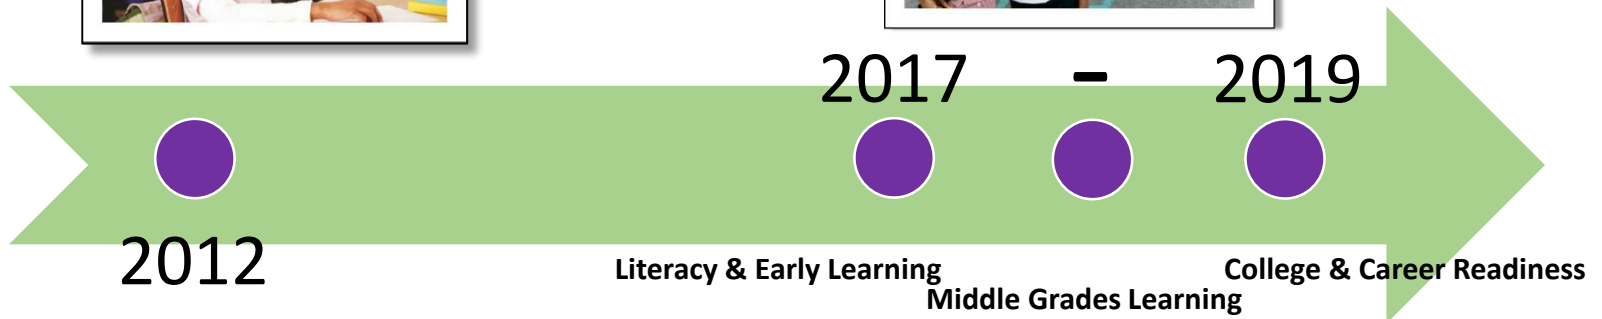 2017 - 2019
2012
Literacy & Early Learning
Middle Grades Learning
College & Career Readiness